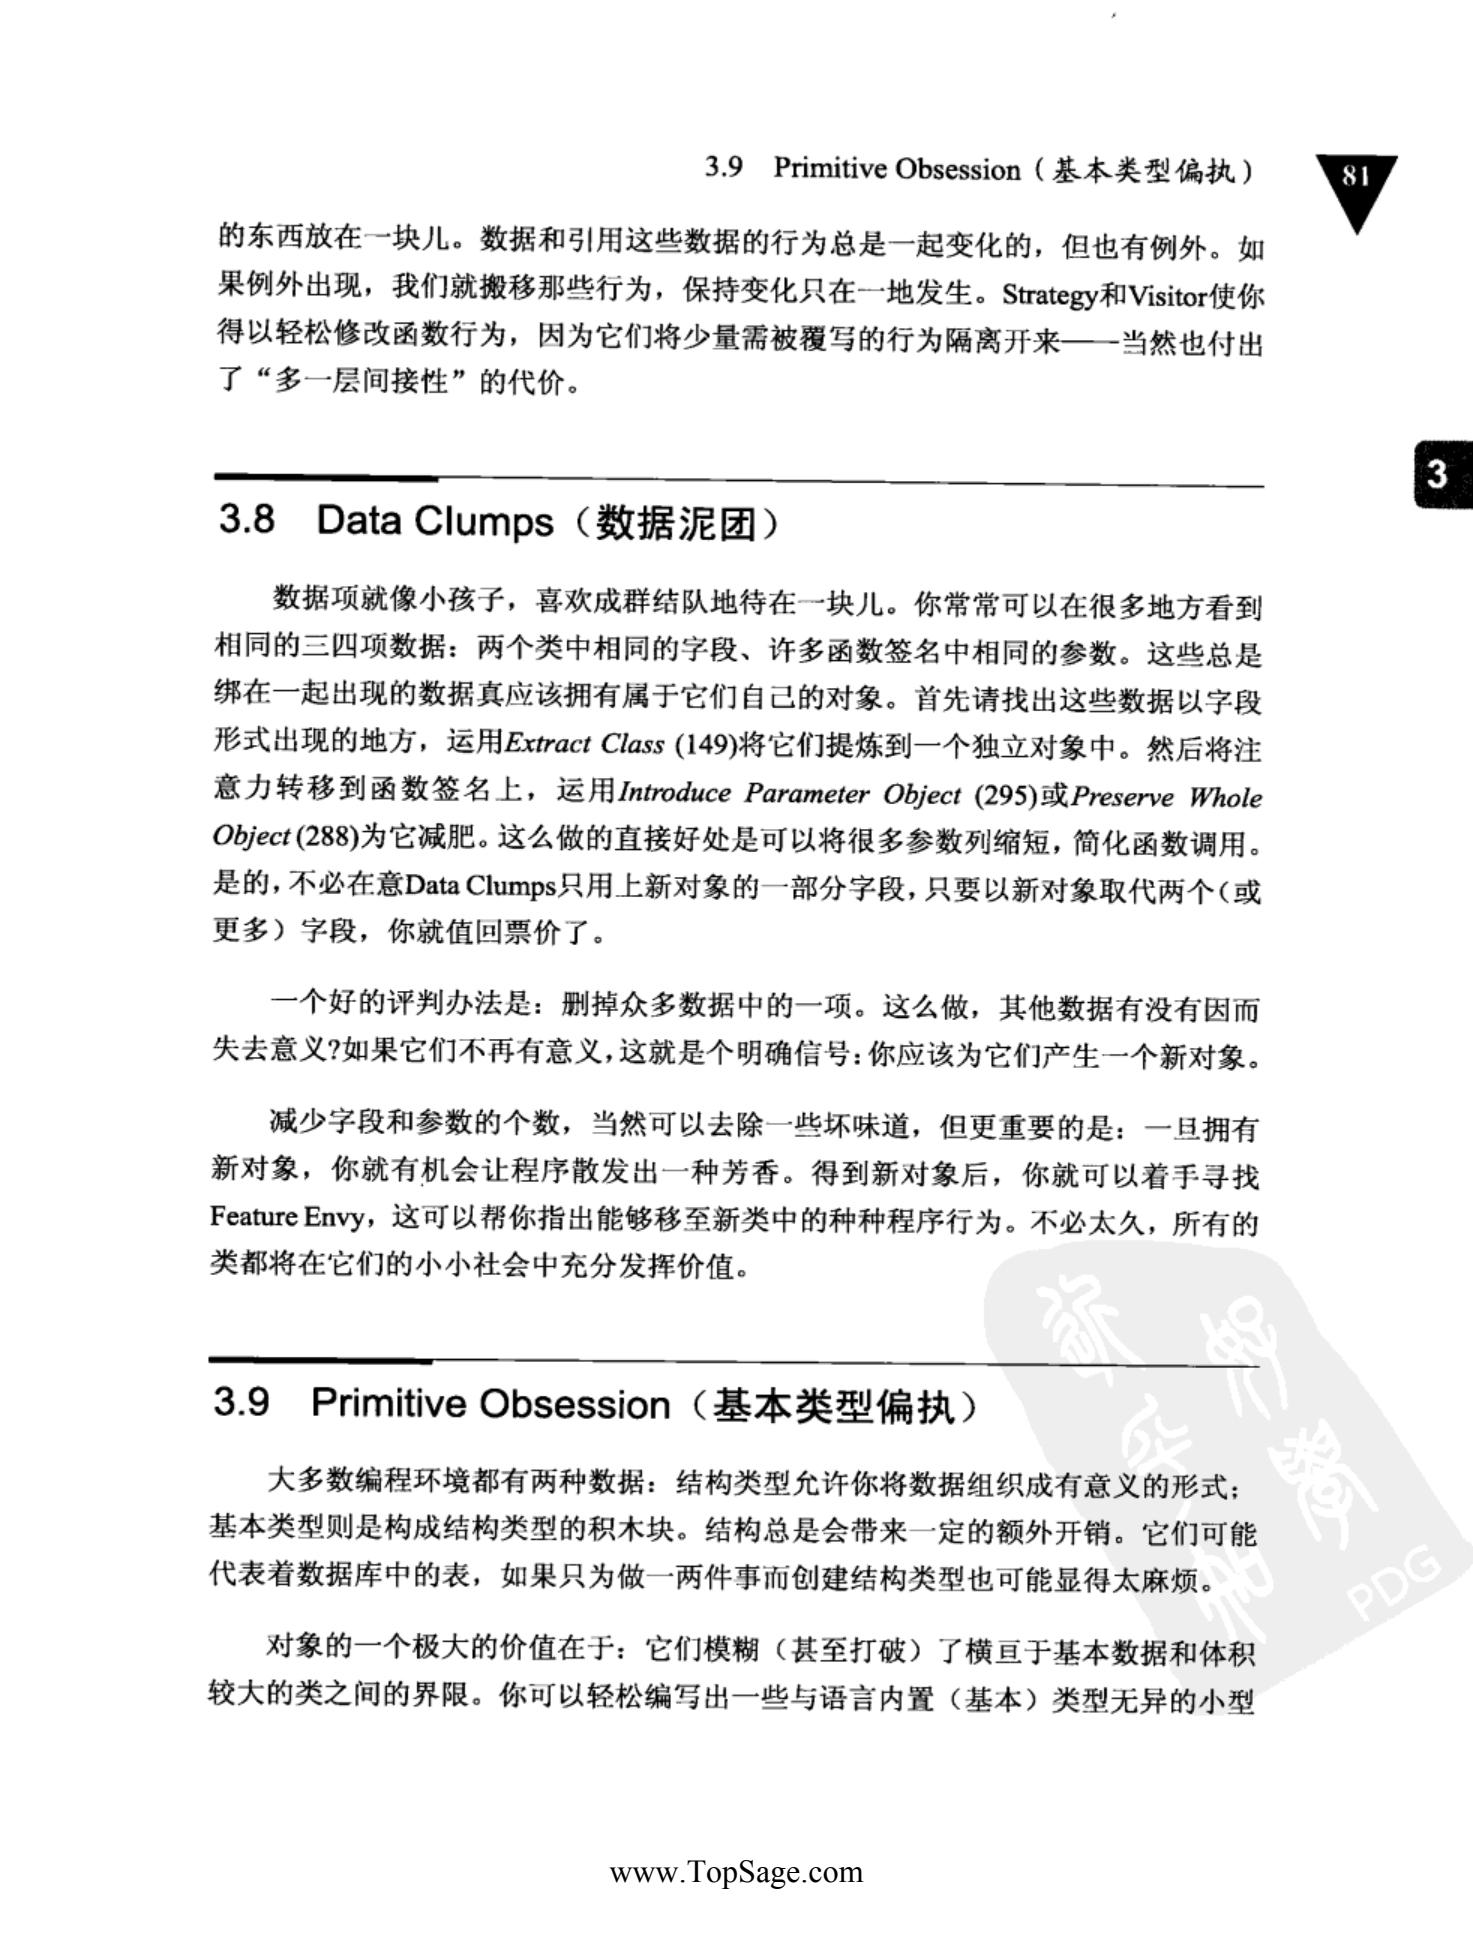 3.9 Primitive Obsession（基本类型偏执）
81
的东西放在一块儿。数据和引用这些数据的行为总是一起变化的，但也有例外。如
果例外出现，我们就搬移那些行为，保持变化只在一地发生。Strategy和Visitor使你
得以轻松修改函数行为，因为它们将少量需被覆写的行为隔离开来——当然也付出
了“多一层间接性”的代价。
3
3.8 Data Clumps（数据泥团）
数据项就像小孩子，喜欢成群结队地待在一块儿。你常常可以在很多地方看到
相同的三四项数据：两个类中相同的字段、许多函数签名中相同的参数。这些总是
绑在一起出现的数据真应该拥有属于它们自己的对象。首先请找出这些数据以字段
形式出现的地方，运用Extract Class (149)将它们提炼到一个独立对象中。然后将注
意力转移到函数签名上，运用Introduce Parameter Object (295)或Preserve Whole
Object (288)为它减肥。这么做的直接好处是可以将很多参数列缩短，简化函数调用。
是的，不必在意Data Clumps只用上新对象的一部分字段，只要以新对象取代两个（或
更多）字段，你就值回票价了。
一个好的评判办法是：删掉众多数据中的一项。这么做，其他数据有没有因而
失去意义？如果它们不再有意义，这就是个明确信号：你应该为它们产生一个新对象。
减少字段和参数的个数，当然可以去除一些坏味道，但更重要的是：一旦拥有
新对象，你就有机会让程序散发出一种芳香。得到新对象后，你就可以着手寻找
Feature Envy，这可以帮你指出能够移至新类中的种种程序行为。不必太久，所有的
类都将在它们的小小社会中充分发挥价值。
3.9 Primitive Obsession（基本类型偏执）
大多数编程环境都有两种数据：结构类型允许你将数据组织成有意义的形式；
基本类型则是构成结构类型的积木块。结构总是会带来一定的额外开销。它们可能
代表着数据库中的表，如果只为做一两件事而创建结构类型也可能显得太麻烦。
PDG
对象的一个极大的价值在于：它们模糊（甚至打破）了横亘于基本数据和体积
较大的类之间的界限。你可以轻松编写出一些与语言内置（基本）类型无异的小型
www.TopSage.com